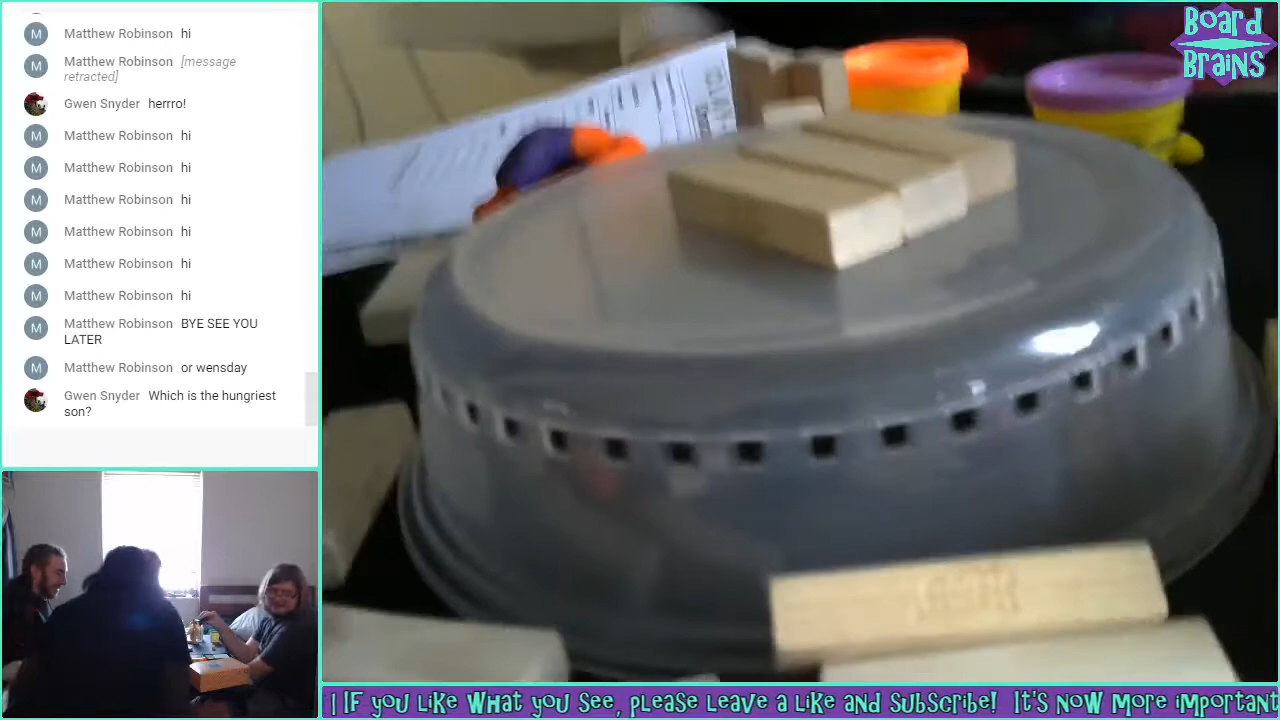 Matthew Robinson hi
Matthew Robinson [message
retracted]
Gwen Snyder herrro!
M Matthew Robinson hi
M Matthew Robinson hi
M Matthew Robinson hi
M Matthew Robinson hi
M Matthew Robinson hi
M Matthew Robinson hi
M Matthew Robinson BYE SEE YOU
LATER
M Matthew Robinson or wensday
Gwen Snyder Which is the hungriest
son?
BoarD
BRaiNS
| IF you LiKE WHAT you SEE, PLEASE LEAVE A LiKE AND SUBSCRiBE! IT'S NOW MORE iMPORTANT